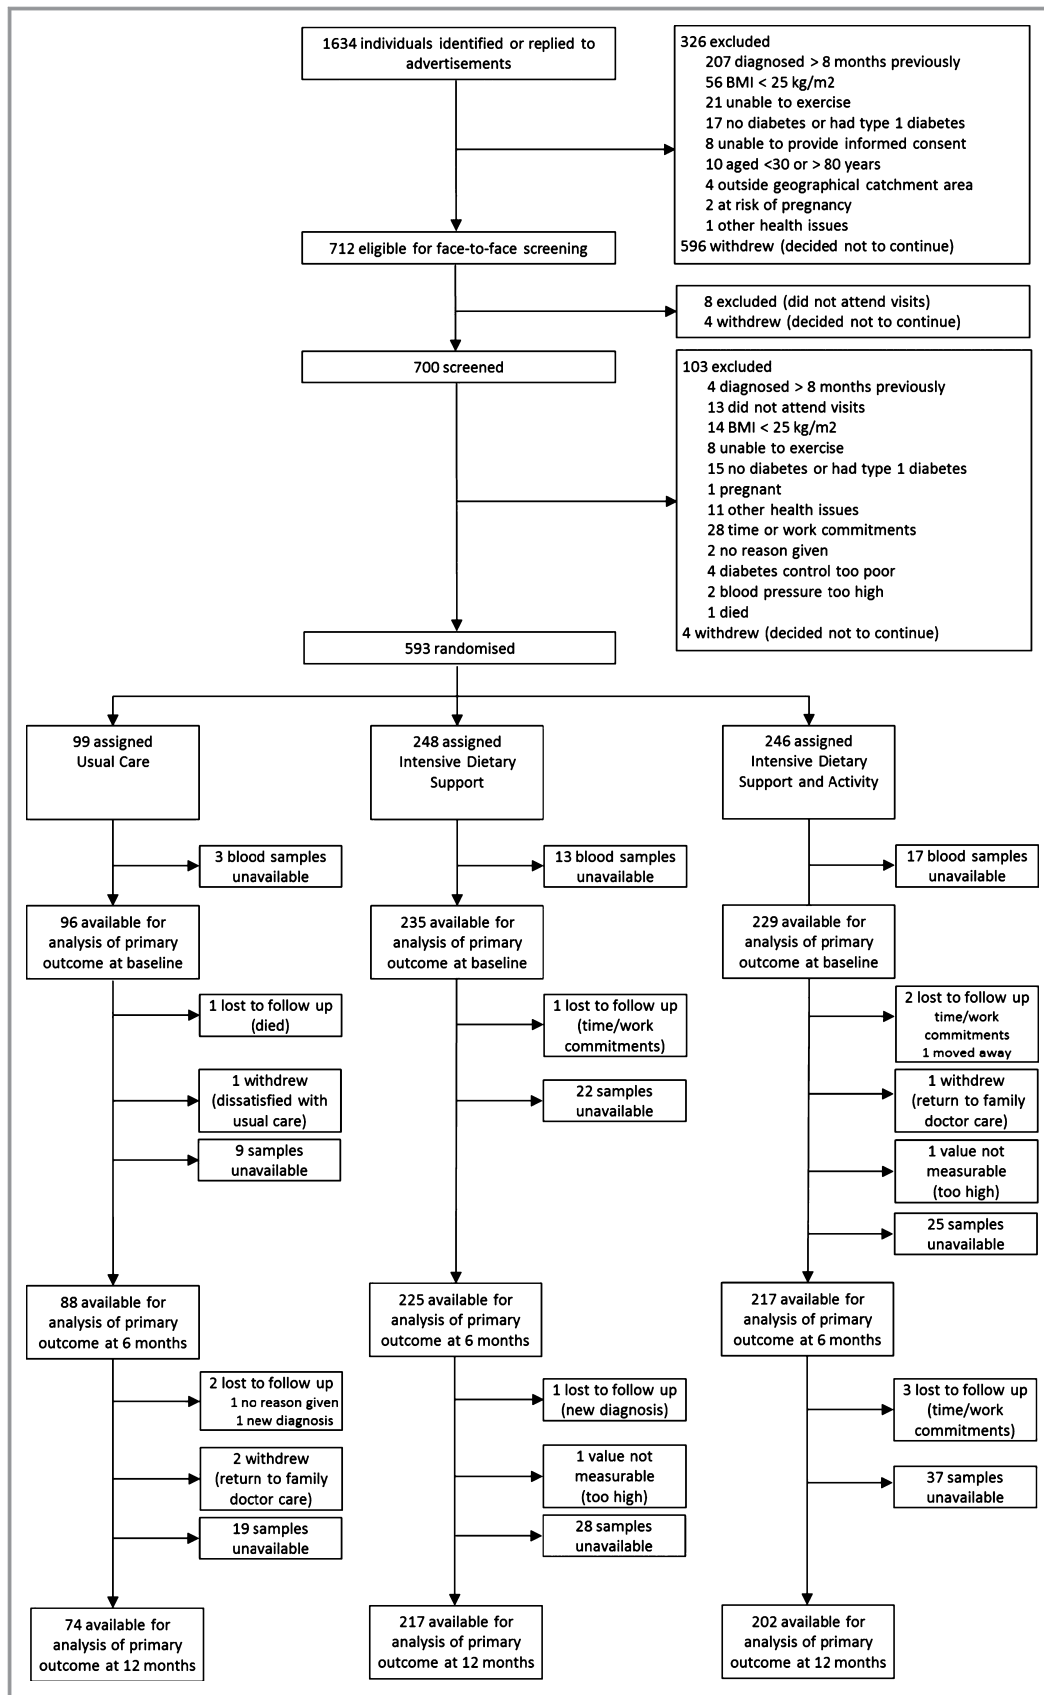 1634 individuals identified or replied to
advertisements
326 excluded
207 diagnosed > 8 months previously
56 BMI < 25 kg/m2
21 unable to exercise
17 no diabetes or had type 1 diabetes
8 unable to provide informed consent
10 aged <30 or > 80 years
4 outside geographical catchment area
2 at risk of pregnancy
1 other health issues
596 withdrew (decided not to continue)
712 eligible for face-to-face screening
8 excluded (did not attend visits)
4 withdrew (decided not to continue)
700 screened
103 excluded
4 diagnosed > 8 months previously
13 did not attend visits
14 BMI < 25 kg/m2
8 unable to exercise
15 no diabetes or had type 1 diabetes
1 pregnant
11 other health issues
28 time or work commitments
2 no reason given
4 diabetes control too poor
2 blood pressure too high
1 died
4 withdrew (decided not to continue)
593 randomised
99 assigned
Usual Care
248 assigned
Intensive Dietary
Support
246 assigned
Intensive Dietary
Support and Activity
3 blood samples
unavailable
13 blood samples
unavailable
17 blood samples
unavailable
96 available for
analysis of primary
outcome at baseline
235 available for
analysis of primary
outcome at baseline
229 available for
analysis of primary
outcome at baseline
1 lost to follow up
(died)
1 lost to follow up
(time/work
commitments)
2 lost to follow up
time/work
commitments
1 moved away
1 withdrew
(dissatisfied with
usual care)
22 samples
unavailable
1 withdrew
(return to family
doctor care)
9 samples
unavailable
1 value not
measurable
(too high)
25 samples
unavailable
88 available for
analysis of primary
outcome at 6 months
225 available for
analysis of primary
outcome at 6 months
217 available for
analysis of primary
outcome at 6 months
2 lost to follow up
1 no reason given
1 new diagnosis
1 lost to follow up
(new diagnosis)
3 lost to follow up
(time/work
commitments)
2 withdrew
(return to family
doctor care)
1 value not
measurable
(too high)
37 samples
unavailable
19 samples
unavailable
28 samples
unavailable
74 available for
analysis of primary
outcome at 12 months
217 available for
analysis of primary
outcome at 12 months
202 available for
analysis of primary
outcome at 12 months